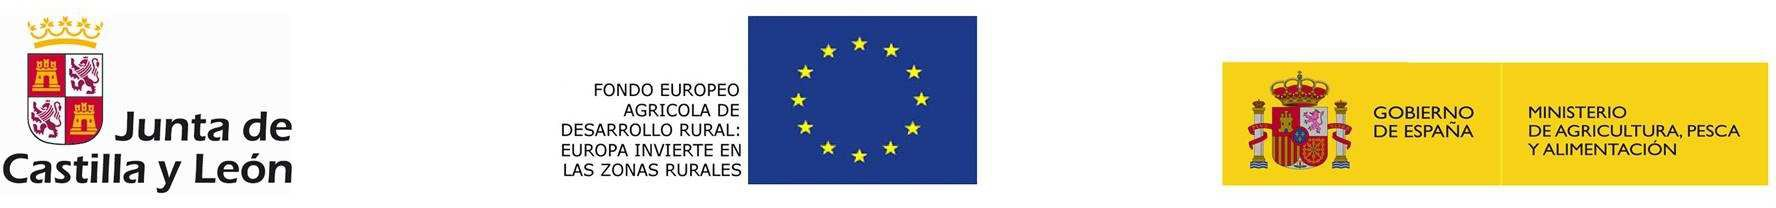 Junta de
Castilla y León
FONDO EUROPEO
AGRICOLA DE
DESARROLLO RURAL:
EUROPA INVIERTE EN
LAS ZONAS RURALES
GOBIERNO
DE ESPAÑA
MINISTERIO
DE AGRICULTURA, PESCA
Y ALIMENTACIÓN